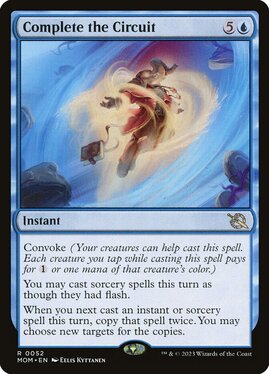 Complete the Circuit 5
Instant
Convoke (Your creatures can help cast this spell.
Each creature you tap while casting this spell pays
for 1 or one mana of that creature's color.)
You may cast sorcery spells this turn as
though they had flash.
When you next cast an instant or sorcery
spell this turn, copy that spell twice. You may
choose new targets for the copies.
R 0052
MOM • EN EELIS KYTTANEN ™ & © 2023 Wizards of the Coast